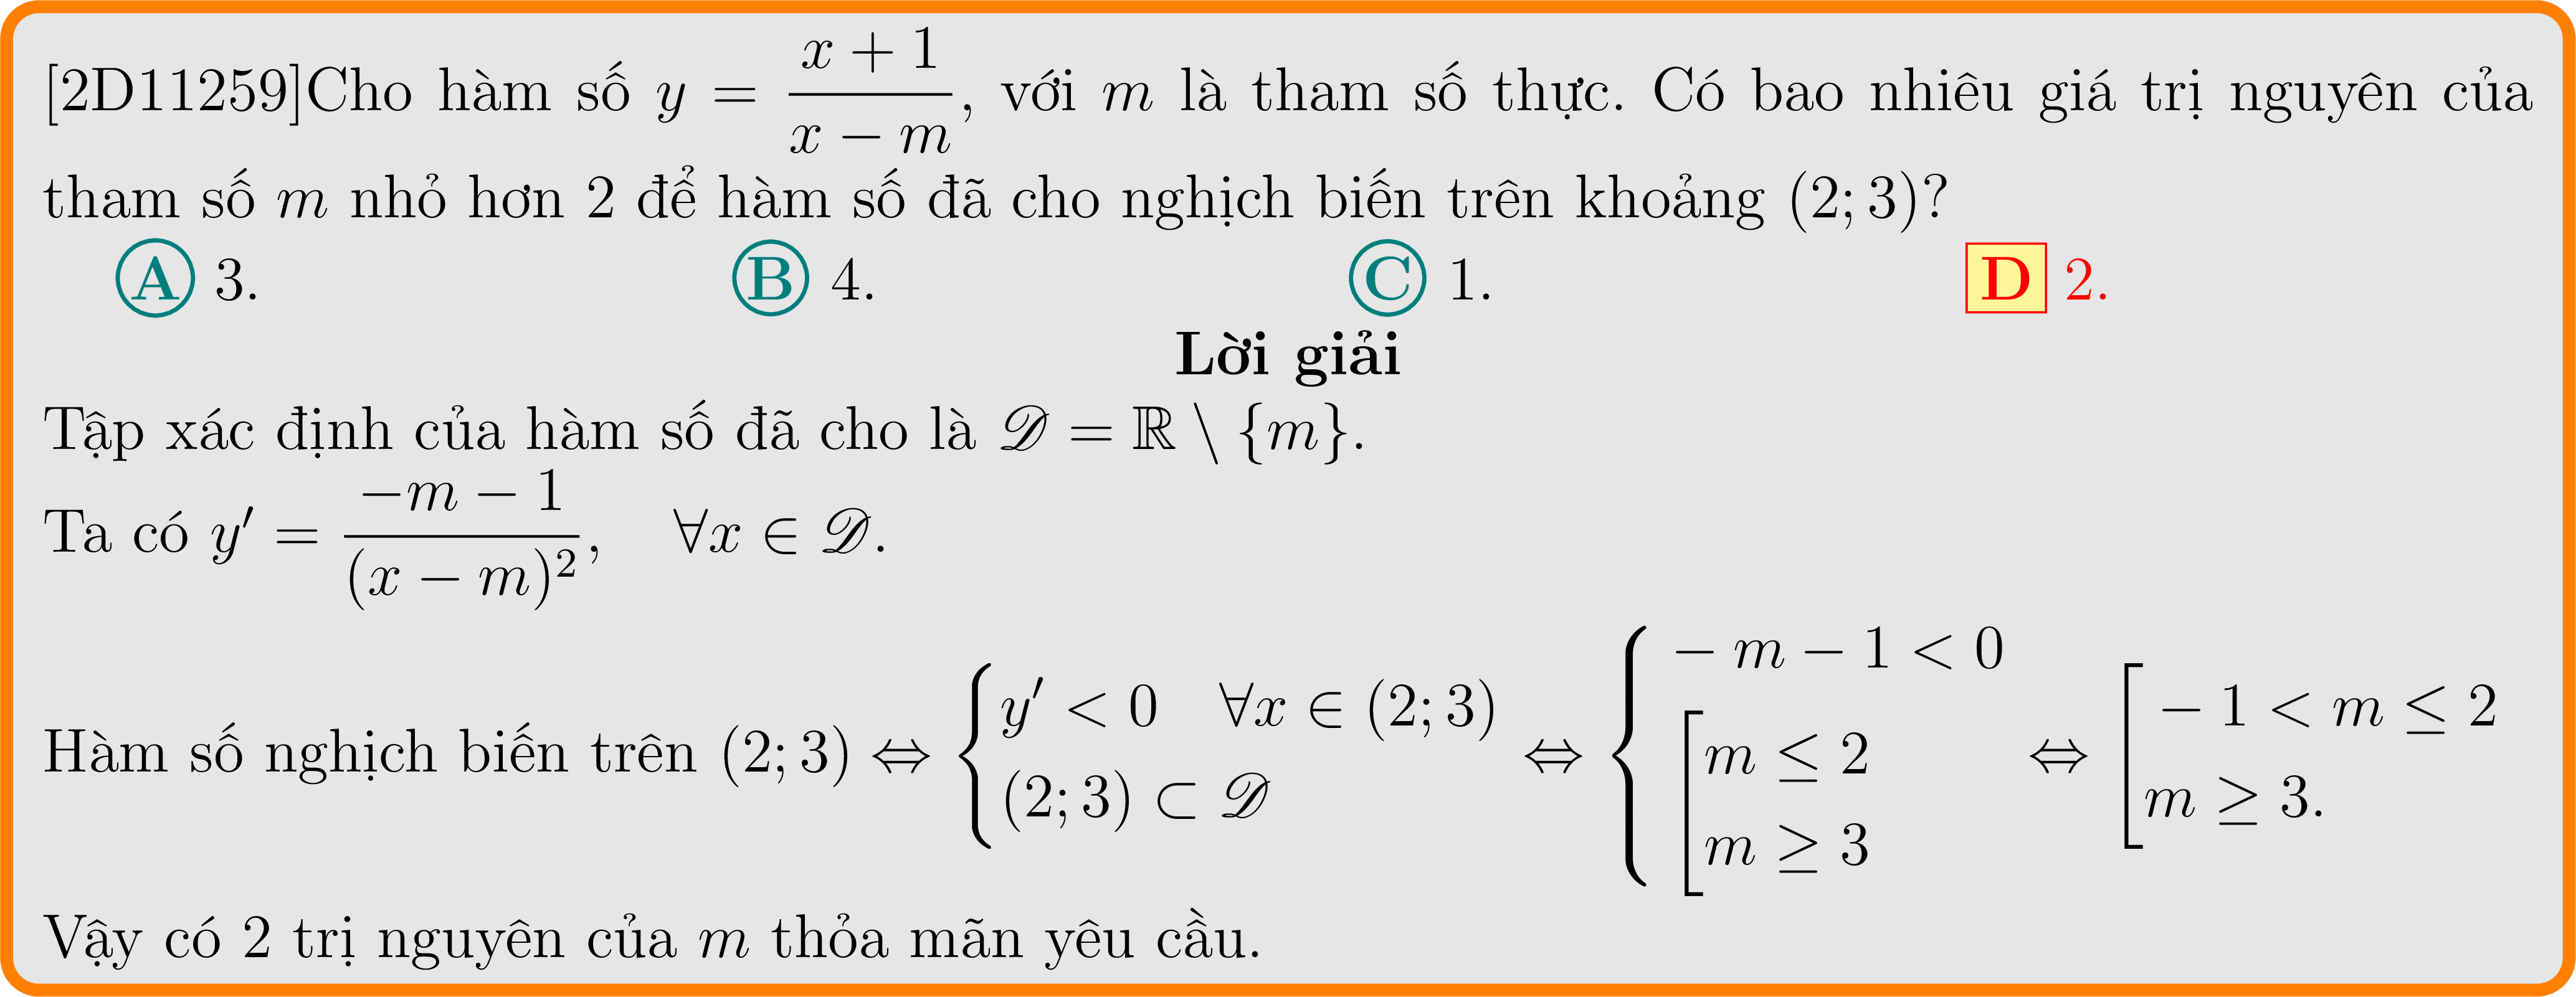 [2D11259]Cho hàm số $y = \dfrac{x+1}{x-m}$, với $m$ là tham số thực. Có bao nhiêu giá trị nguyên của
tham số $m$ nhỏ hơn 2 để hàm số đã cho nghịch biến trên khoảng $(2;3)$?
A 3. B 4. C 1. D 2.
Lời giải
Tập xác định của hàm số đã cho là $\mathscr{D} = \mathbb{R} \setminus \{m\}$.
Ta có $y' = \dfrac{-m-1}{(x-m)^2}, \quad \forall x \in \mathscr{D}$.
Hàm số nghịch biến trên $(2;3) \Leftrightarrow \begin{cases} y' < 0 \quad \forall x \in (2;3) \\ (2;3) \subset \mathscr{D} \end{cases} \Leftrightarrow \begin{cases} -m-1 < 0 \\ \left[\begin{array}{l} m \leq 2 \\ m \geq 3 \end{array}\right. \end{cases} \Leftrightarrow \left[\begin{array}{l} -1 < m \leq 2 \\ m \geq 3. \end{array}\right.$
Vậy có 2 trị nguyên của $m$ thỏa mãn yêu cầu.